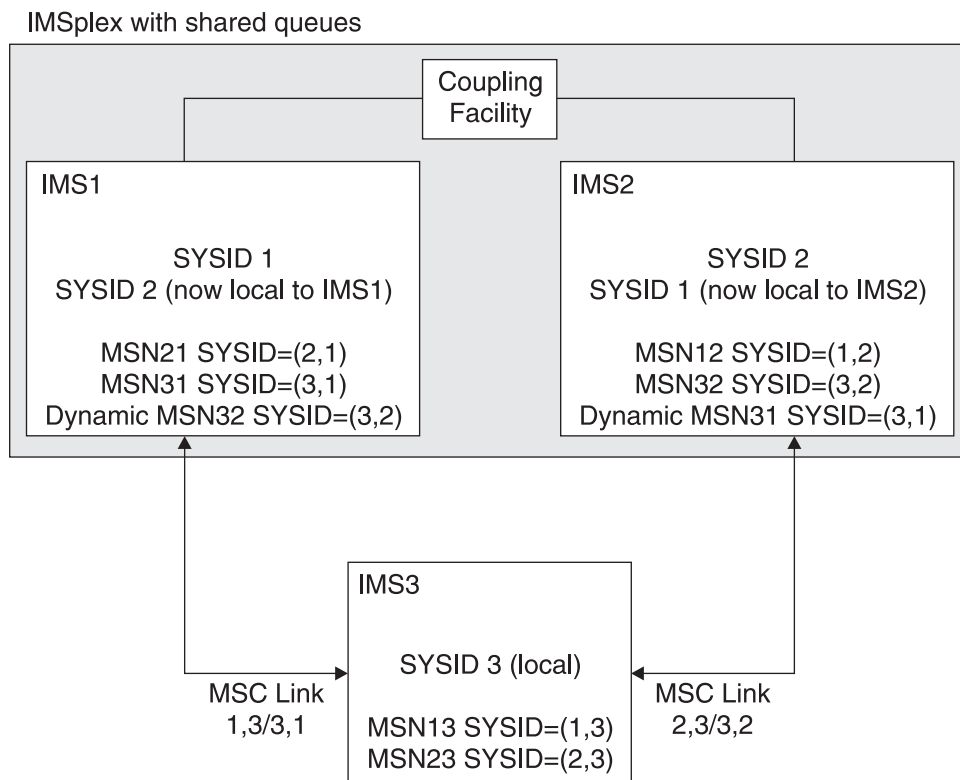 IMSplex with shared queues
Coupling
Facility
IMS1
SYSID 1
SYSID 2 (now local to IMS1)
MSN21 SYSID=(2,1)
MSN31 SYSID=(3,1)
Dynamic MSN32 SYSID=(3,2)
IMS2
SYSID 2
SYSID 1 (now local to IMS2)
MSN12 SYSID=(1,2)
MSN32 SYSID=(3,2)
Dynamic MSN31 SYSID=(3,1)
IMS3
SYSID 3 (local)
MSN13 SYSID=(1,3)
MSN23 SYSID=(2,3)
MSC Link
1,3/3,1
MSC Link
2,3/3,2